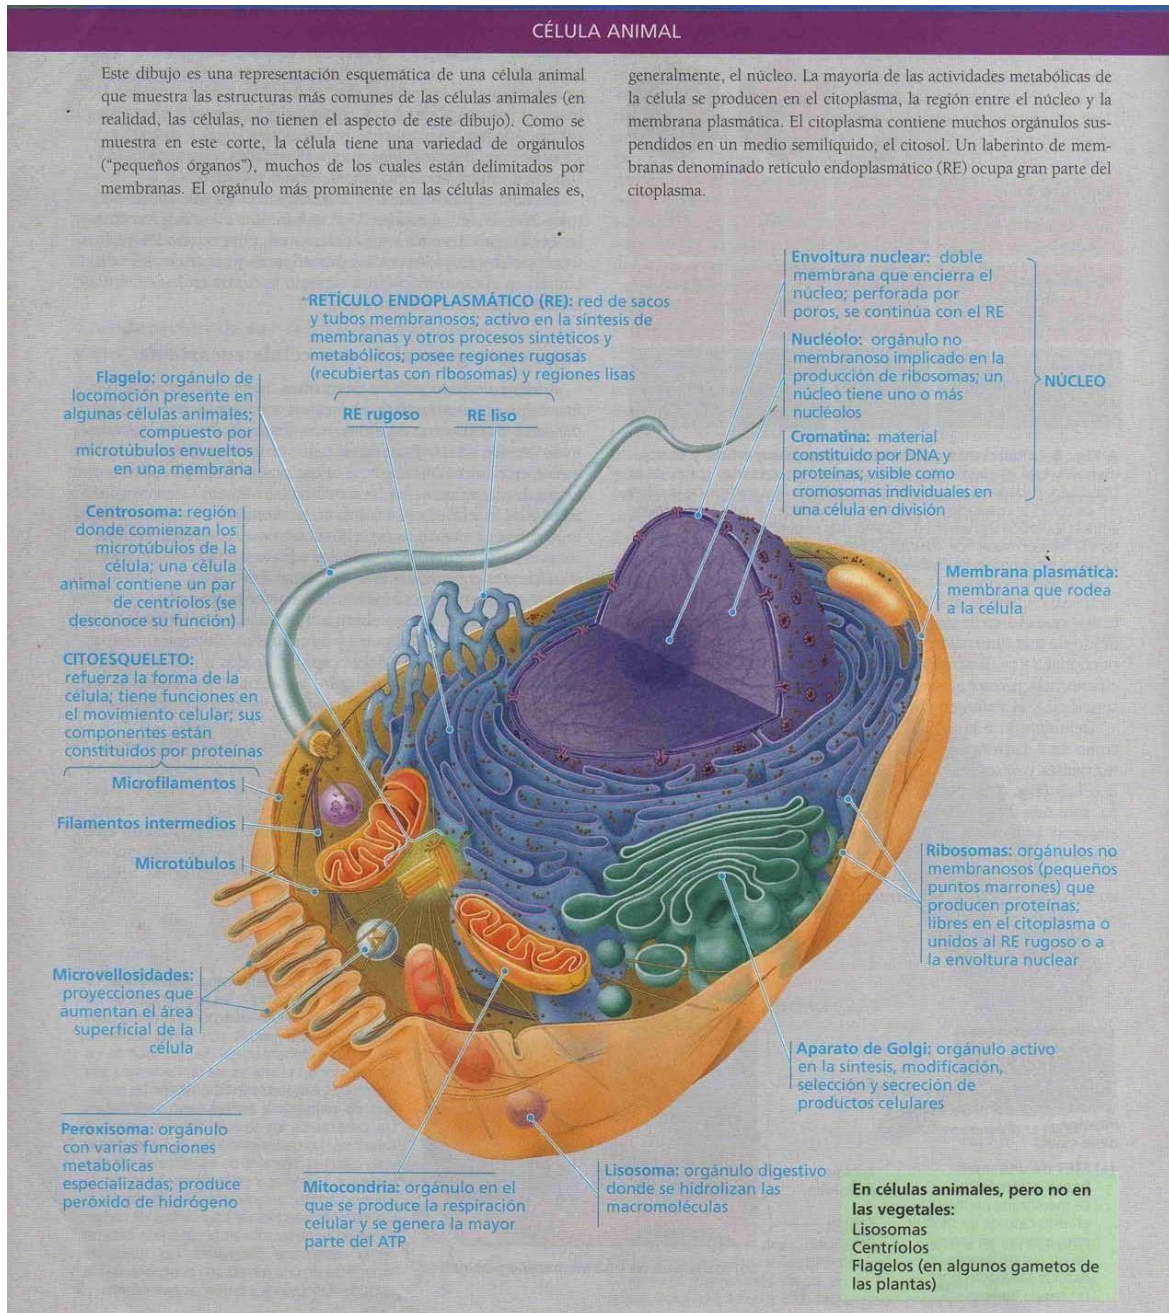 CÉLULA ANIMAL
Este dibujo es una representación esquemática de una célula animal
que muestra las estructuras más comunes de las células animales (en
realidad, las células, no tienen el aspecto de este dibujo). Como se
muestra en este corte, la célula tiene una variedad de orgánulos
("pequeños órganos"), muchos de los cuales están delimitados por
membranas. El orgánulo más prominente en las células animales es,
generalmente, el núcleo. La mayoría de las actividades metabólicas de
la célula se producen en el citoplasma, la región entre el núcleo y la
membrana plasmática. El citoplasma contiene muchos orgánulos sus-
pendidos en un medio semilíquido, el citosol. Un laberinto de mem-
branas denominado retículo endoplasmático (RE) ocupa gran parte del
citoplasma.
RETÍCULO ENDOPLASMÁTICO (RE): red de sacos
y tubos membranosos; activo en la síntesis de
membranas y otros procesos sintéticos y
metabólicos; posee regiones rugosas
(recubiertas con ribosomas) y regiones lisas
RE rugoso
RE liso
Envoltura nuclear: doble
membrana que encierra el
núcleo; perforada por
poros, se continúa con el RE
Nucléolo: orgánulo no
membranoso implicado en la
producción de ribosomas; un
núcleo tiene uno o más
nucléolos
Cromatina: material
constituido por DNA y
proteínas; visible como
cromosomas individuales en
una célula en división
NÚCLEO
Flagelo: orgánulo de
locomoción presente en
algunas células animales;
compuesto por
microtúbulos envueltos
en una membrana
Centrosoma: región
donde comienzan los
microtúbulos de la
célula; una célula
animal contiene un par
de centríolos (se
desconoce su función)
CITOESQUELETO:
refuerza la forma de la
célula; tiene funciones en
el movimiento celular; sus
componentes están
constituidos por proteínas
Microfilamentos
Filamentos intermedios
Microtúbulos
Membrana plasmática:
membrana que rodea
a la célula
Ribosomas: orgánulos no
membranosos (pequeños
puntos marrones) que
producen proteínas;
libres en el citoplasma o
unidos al RE rugoso o a
la envoltura nuclear
Microvellosidades:
proyecciones que
aumentan el área
superficial de la
célula
Aparato de Golgi: orgánulo activo
en la síntesis, modificación,
selección y secreción de
productos celulares
Peroxisoma: orgánulo
con varias funciones
metabólicas
especializadas; produce
peróxido de hidrógeno
Mitocondria: orgánulo en el
que se produce la respiración
celular y se genera la mayor
parte del ATP
Lisosoma: orgánulo digestivo
donde se hidrolizan las
macromoléculas
En células animales, pero no en
las vegetales:
Lisosomas
Centríolos
Flagelos (en algunos gametos de
las plantas)